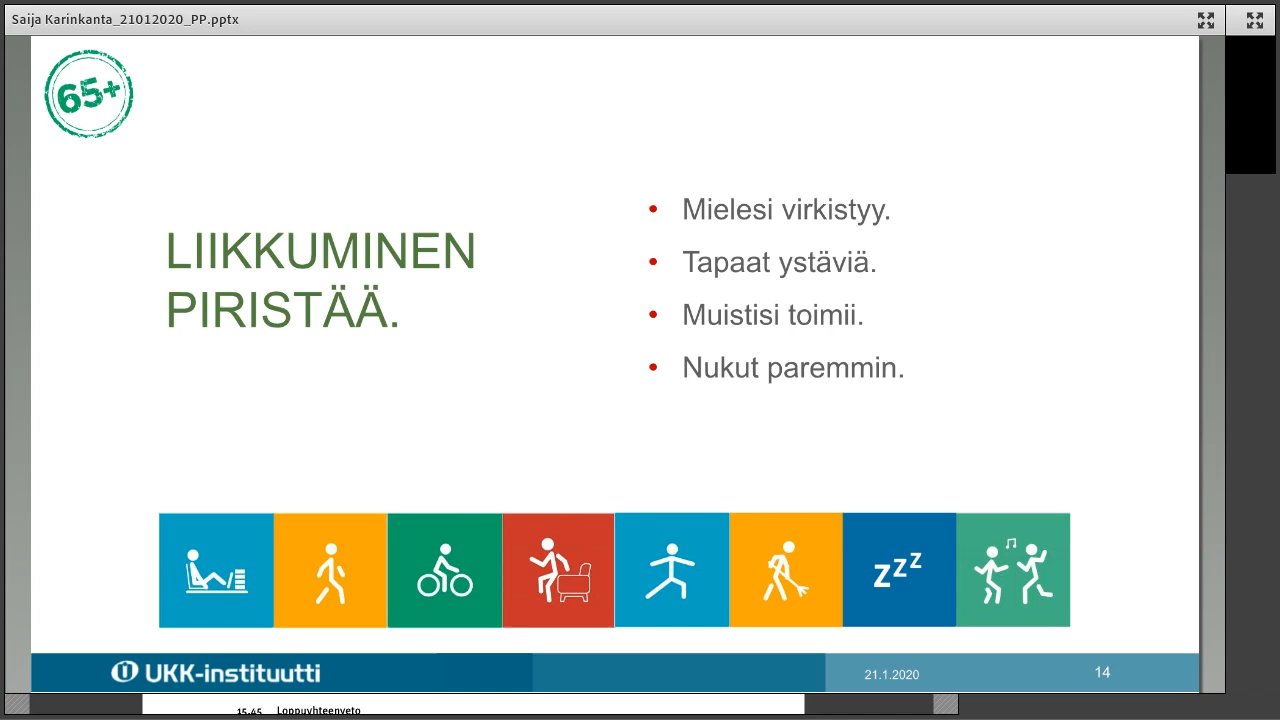 Saija Karinkanta_21012020_PP.pptx
65+
LIIKKUMINEN
PIRISTÄÄ.
• Mielesi virkistyy.
• Tapaat ystäviä.
• Muistisi toimii.
• Nukut paremmin.
zzz
UKK-instituutti
21.1.2020
14
15.45 Loppuyhteenveto